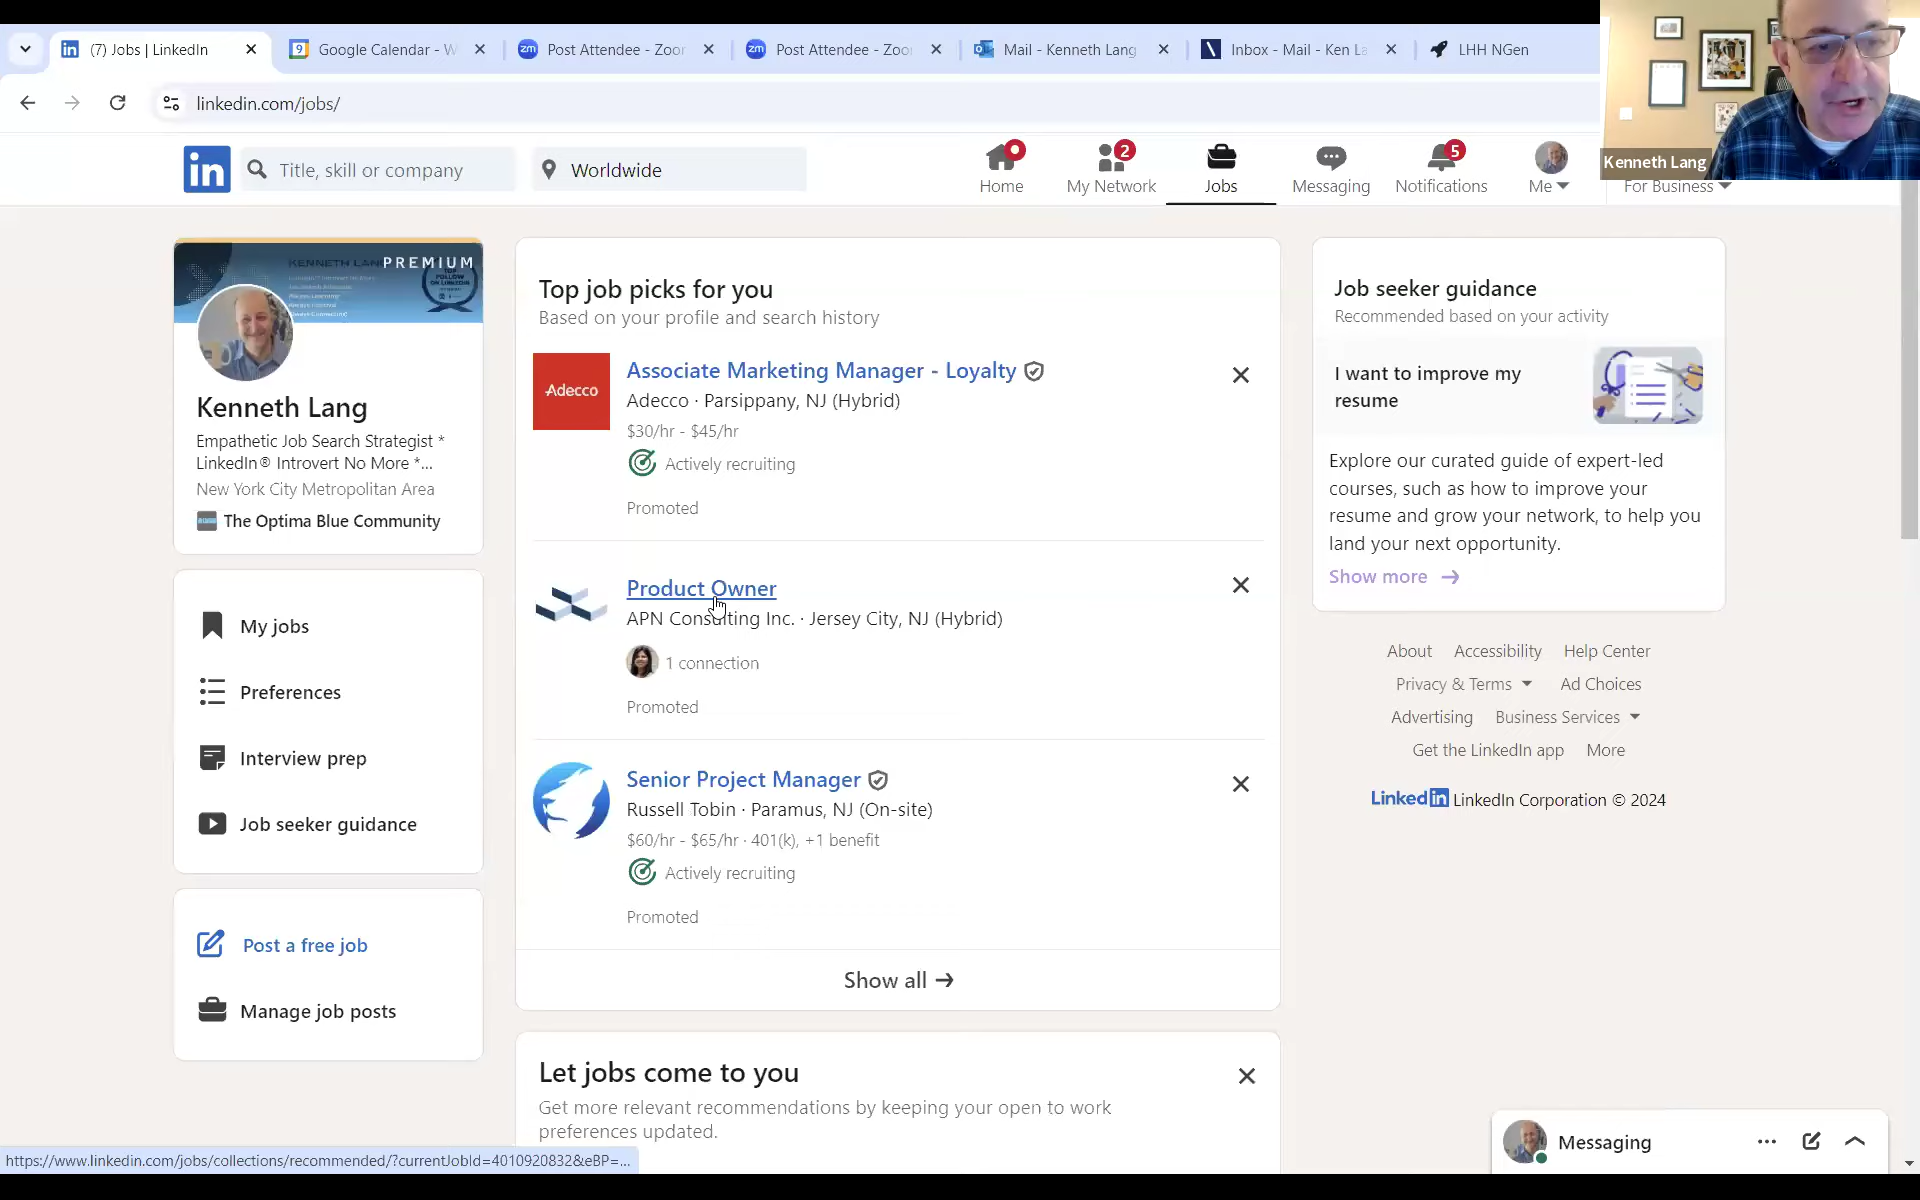 (7) Jobs | LinkedIn
Google Calendar - W
Post Attendee - Zoor
Post Attendee - Zoor
Mail - Kenneth Lang
Inbox - Mail - Ken La
LHH NGen
linkedin.com/jobs/
Title, skill or company
Worldwide
Home
2
My Network
Jobs
Messaging
5
Notifications
Me
For Business
Kenneth Lang
PREMIUM
KENNETH LANG
Kenneth Lang
Empathetic Job Search Strategist *
LinkedIn® Introvert No More *...
New York City Metropolitan Area
The Optima Blue Community
My jobs
Preferences
Interview prep
Job seeker guidance
Post a free job
Manage job posts
Top job picks for you
Based on your profile and search history
Adecco
Associate Marketing Manager - Loyalty
Adecco · Parsippany, NJ (Hybrid)
$30/hr - $45/hr
Actively recruiting
Promoted
Product Owner
APN Consulting Inc. · Jersey City, NJ (Hybrid)
1 connection
Promoted
Senior Project Manager
Russell Tobin · Paramus, NJ (On-site)
$60/hr - $65/hr · 401(k), +1 benefit
Actively recruiting
Promoted
Show all →
Let jobs come to you
Get more relevant recommendations by keeping your open to work
preferences updated.
Job seeker guidance
Recommended based on your activity
I want to improve my
resume
Explore our curated guide of expert-led
courses, such as how to improve your
resume and grow your network, to help you
land your next opportunity.
Show more →
About Accessibility Help Center
Privacy & Terms Ad Choices
Advertising Business Services
Get the LinkedIn app More
LinkedIn LinkedIn Corporation © 2024
Messaging
https://www.linkedin.com/jobs/collections/recommended/?currentJobId=4010920832&eBP=...